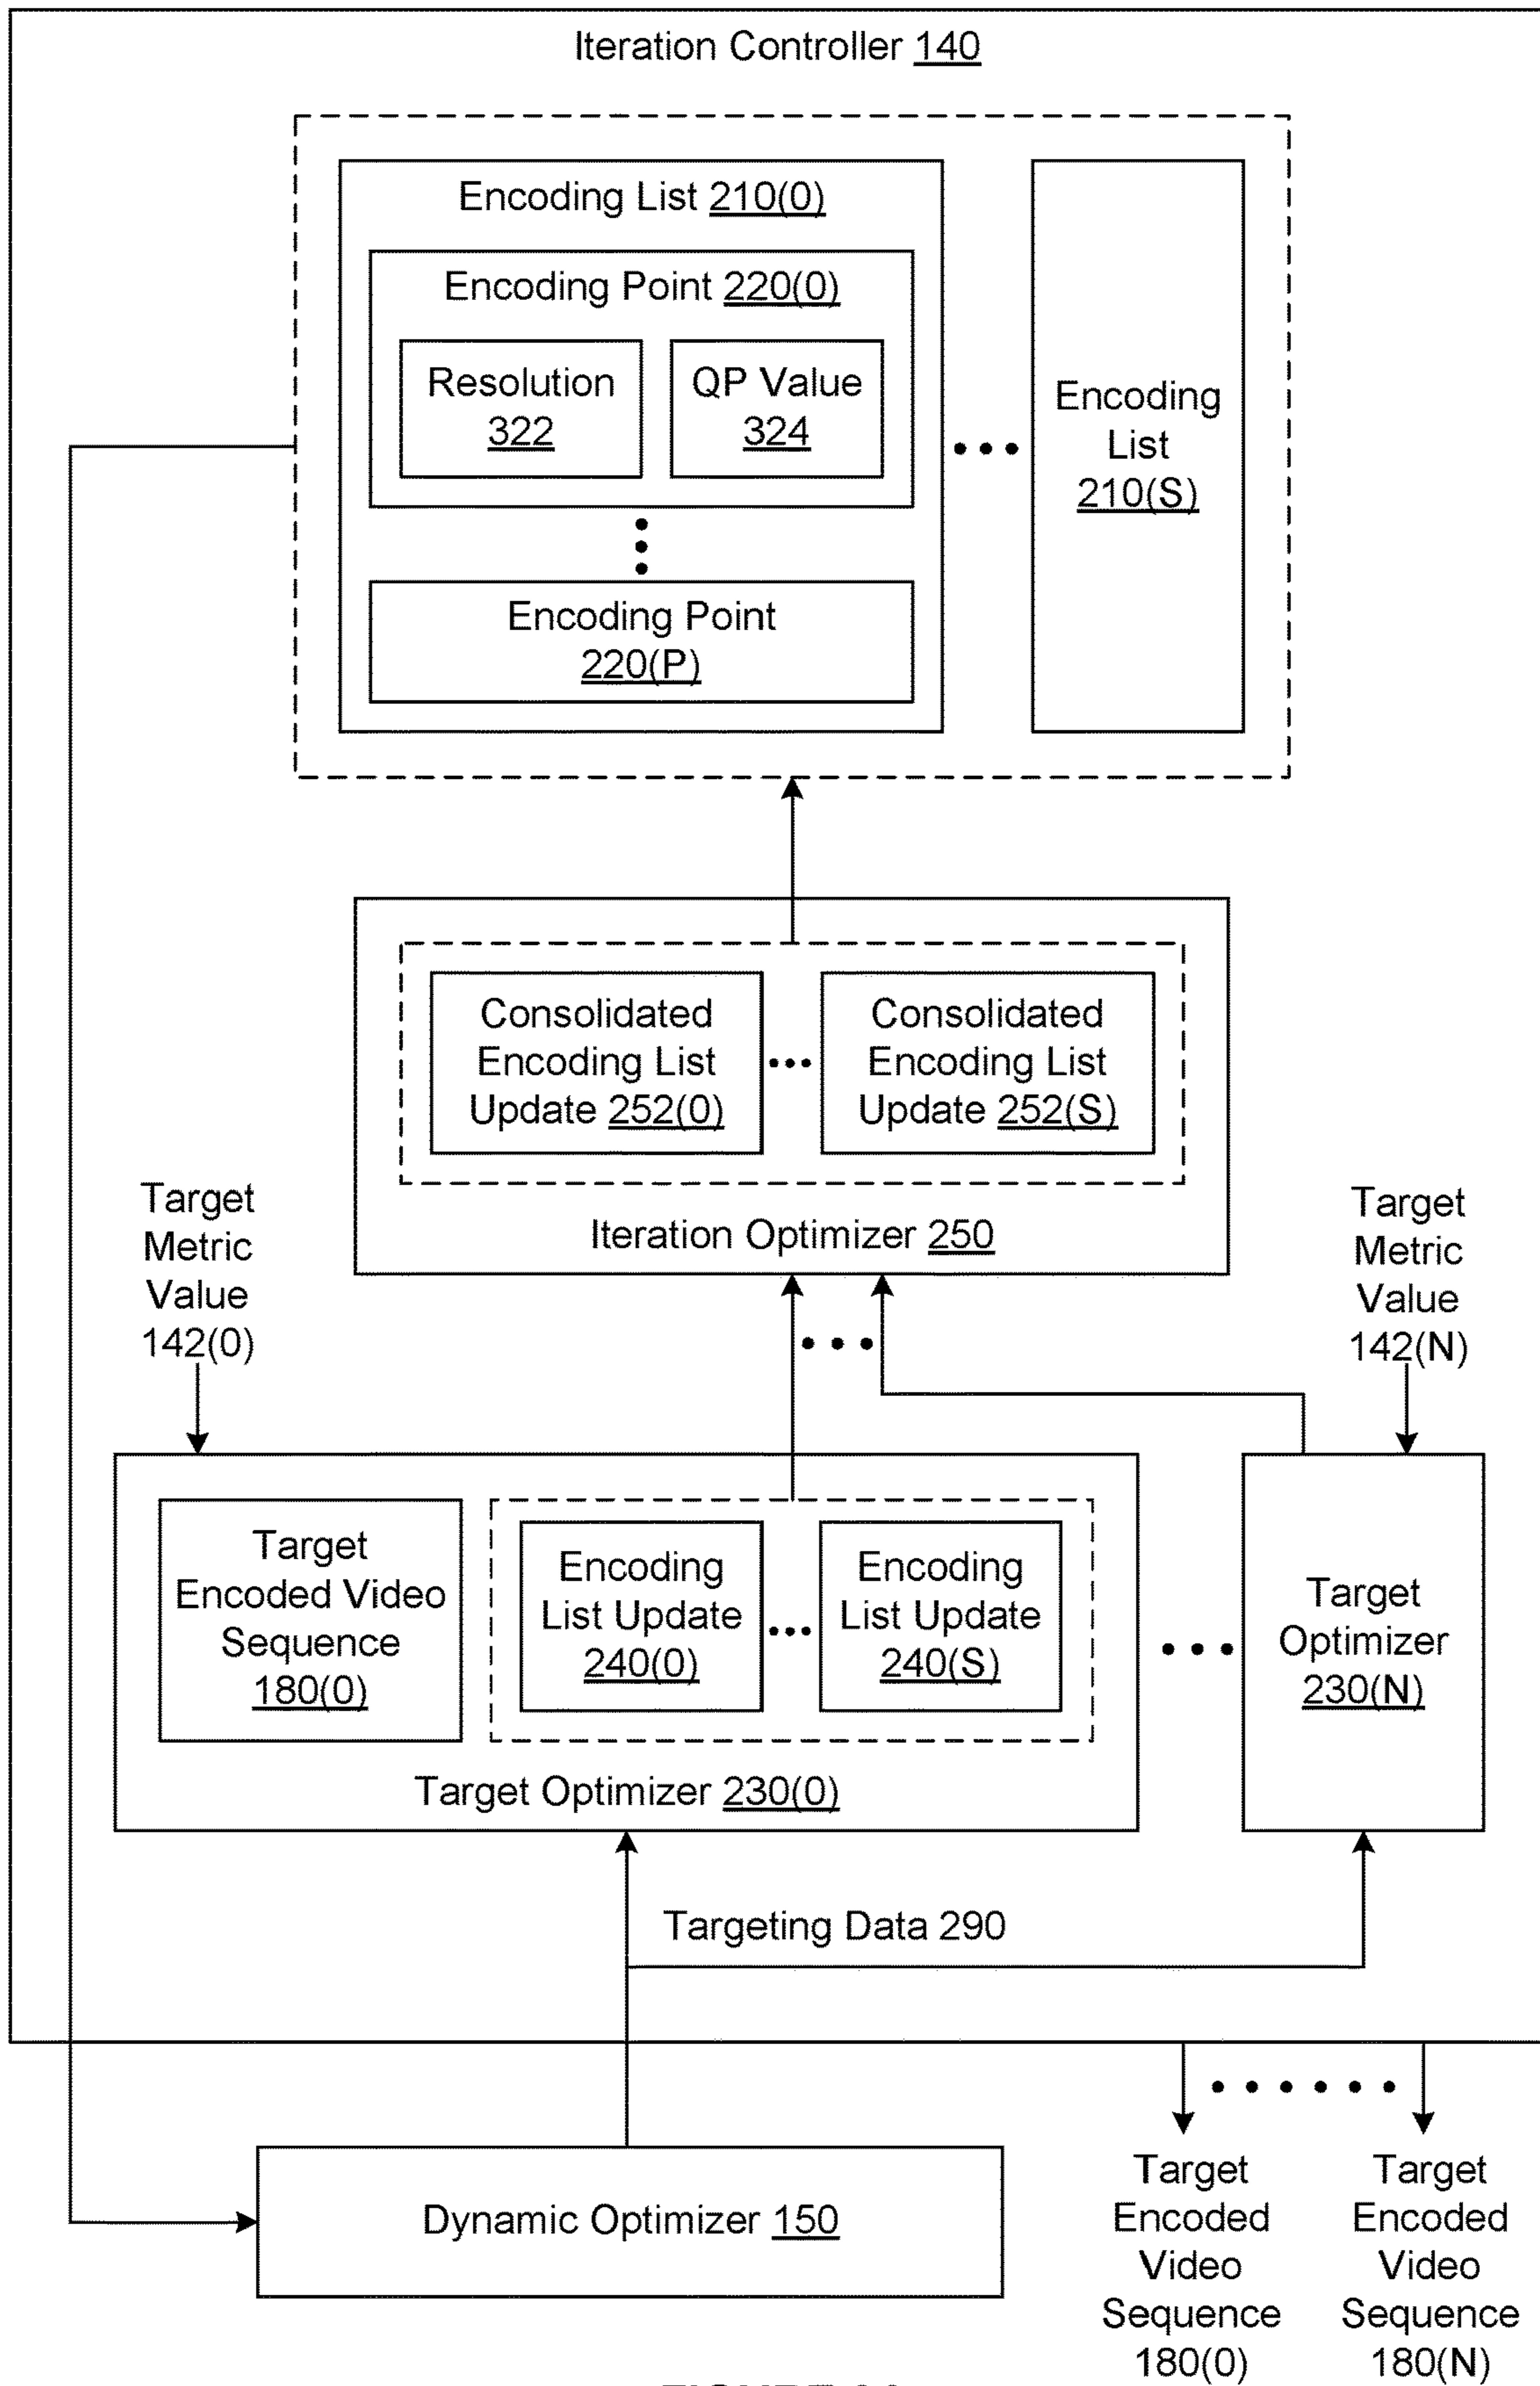 Iteration Controller 140
Encoding List 210(0)
Encoding Point 220(0)
Resolution
322
QP Value
324
Encoding Point
220(P)
Encoding
List
210(S)
Consolidated
Encoding List
Update 252(0)
Consolidated
Encoding List
Update 252(S)
Iteration Optimizer 250
Target
Metric
Value
142(0)
Target
Metric
Value
142(N)
Target
Encoded Video
Sequence
180(0)
Encoding
List Update
240(0)
Encoding
List Update
240(S)
Target Optimizer 230(0)
Target
Optimizer
230(N)
Targeting Data 290
Dynamic Optimizer 150
Target
Encoded
Video
Sequence
180(0)
Target
Encoded
Video
Sequence
180(N)